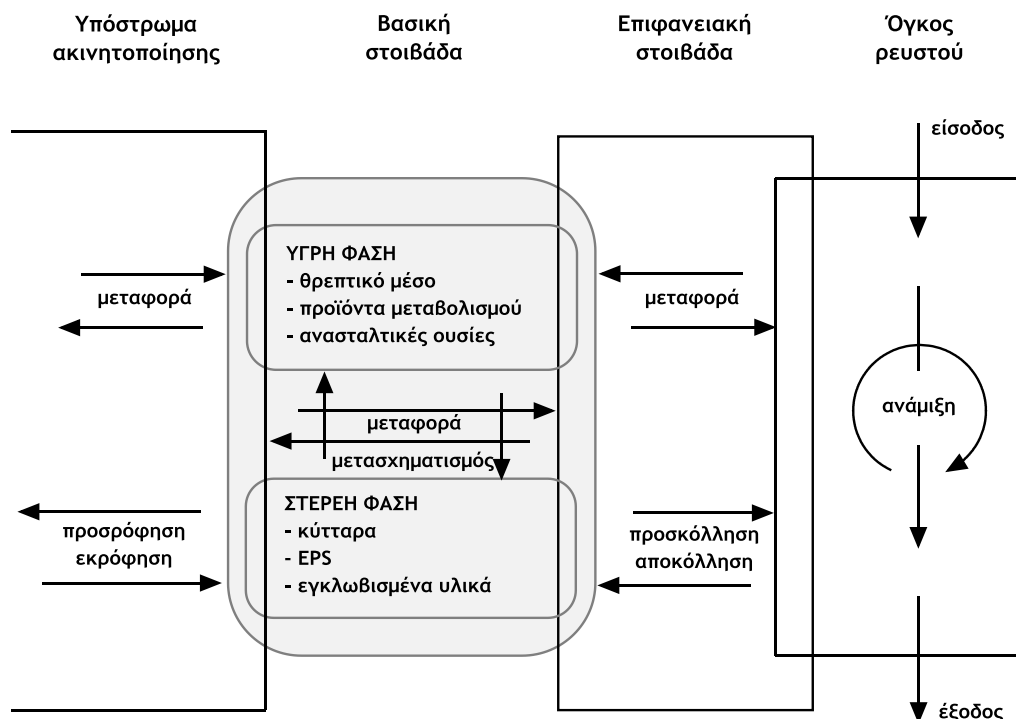 Υπόστρωμα
ακινητοποίησης
Βασική
στοιβάδα
Επιφανειακή
στοιβάδα
Όγκος
ρευστού
είσοδος
ΥΓΡΗ ΦΑΣΗ
- θρεπτικό μέσο
- προϊόντα μεταβολισμού
- ανασταλτικές ουσίες
μεταφορά
μεταφορά
ανάμιξη
μεταφορά
μετασχηματισμός
ΣΤΕΡΕΗ ΦΑΣΗ
- κύτταρα
- EPS
- εγκλωβισμένα υλικά
προσρόφηση
εκρόφηση
προσκόλληση
αποκόλληση
έξοδος